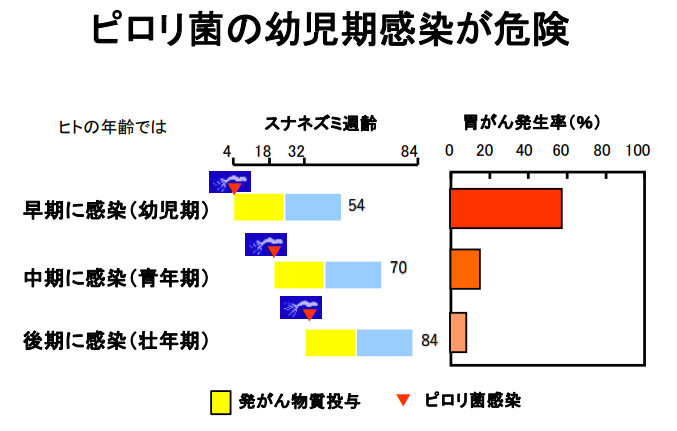 ピロリ菌の幼児期感染が危険
ヒトの年齢では
スナネズミ週齢
胃がん発生率(%)
4 18 32 84
0 20 40 60 80 100
早期に感染(幼児期)
54
中期に感染(青年期)
70
後期に感染(壮年期)
84
発がん物質投与
ピロリ菌感染